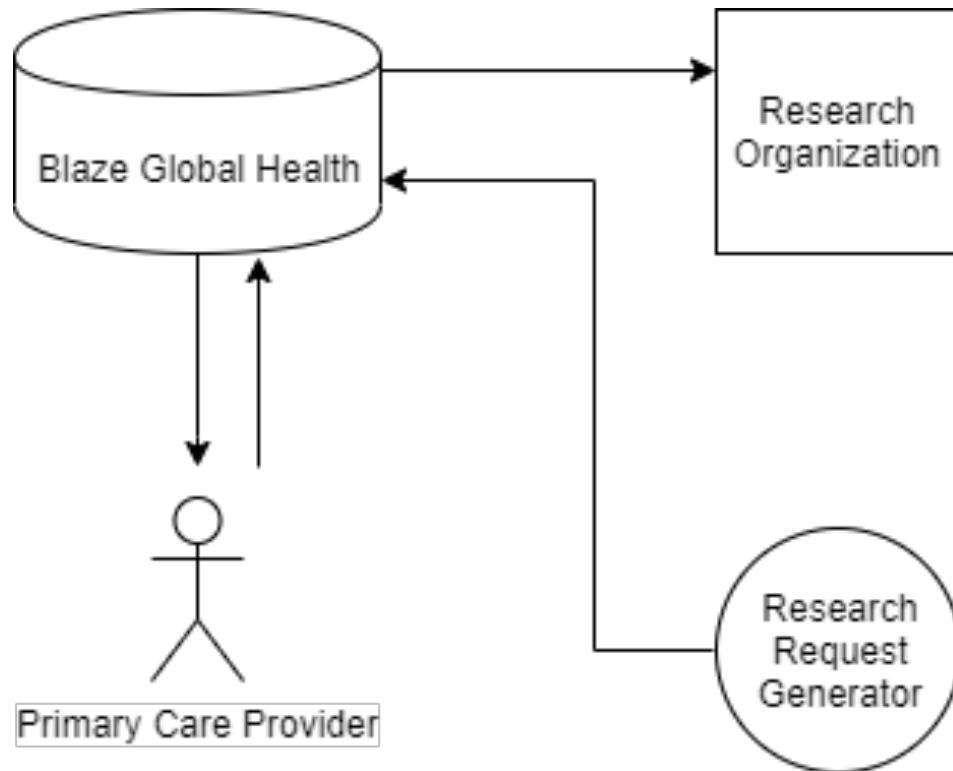 Blaze Global Health
Research
Organization
Research
Request
Generator
Primary Care Provider